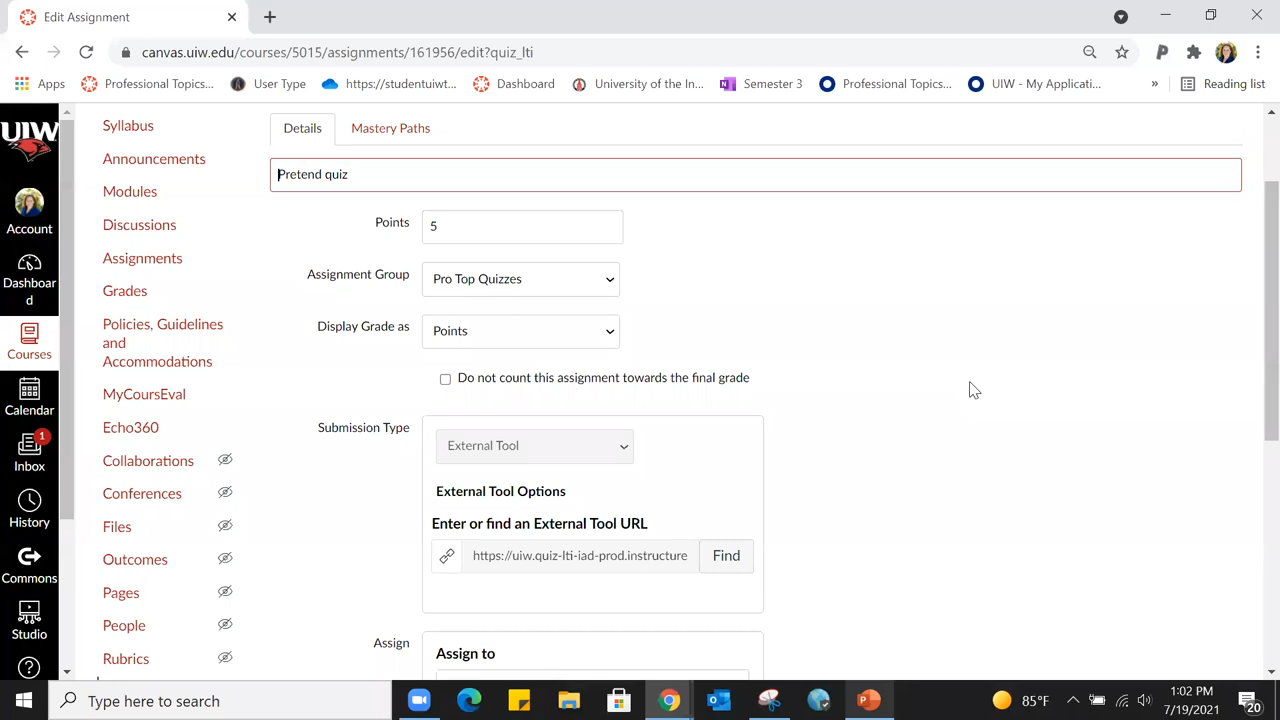 Edit Assignment
canvas.uiw.edu/courses/5015/assignments/161956/edit?quiz_lti
Apps
Professional Topics...
User Type
https://studentuiwt...
Dashboard
University of the In...
Semester 3
Professional Topics...
UIW - My Applicati...
»
Reading list
UIW
Account
Dashboar
d
Courses
Calendar
1
Inbox
History
Commons
Studio
Syllabus
Announcements
Modules
Discussions
Assignments
Grades
Policies, Guidelines
and
Accommodations
MyCoursEval
Echo360
Collaborations
Conferences
Files
Outcomes
Pages
People
Rubrics
Details
Mastery Paths
Pretend quiz
Points
5
Assignment Group
Pro Top Quizzes
Display Grade as
Points
Do not count this assignment towards the final grade
Submission Type
External Tool
External Tool Options
Enter or find an External Tool URL
https://uiw.quiz-lti-iad-prod.instructure
Find
Assign
Assign to
Type here to search
85°F
1:02 PM
7/19/2021
20